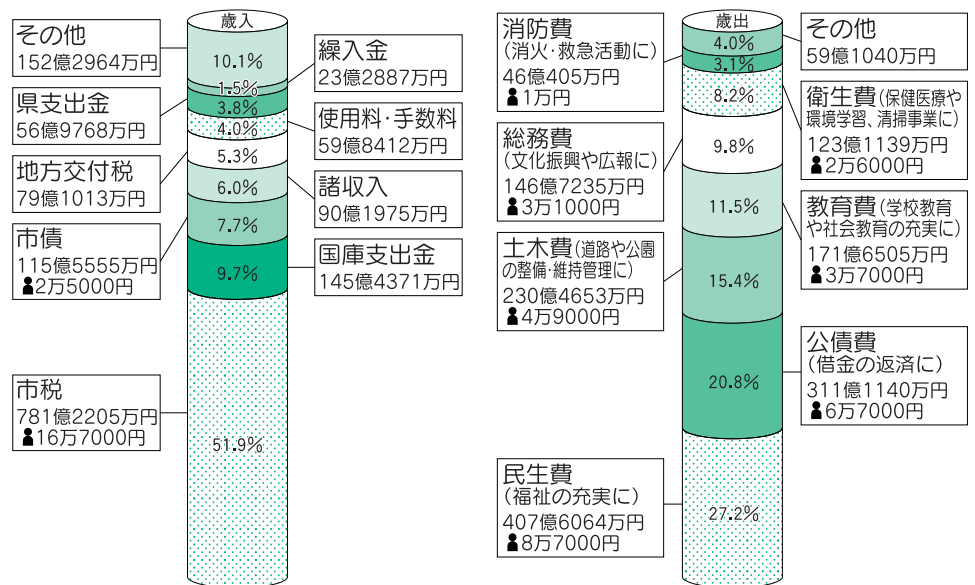 歳入
その他
152億2964万円
県支出金
56億9768万円
地方交付税
79億1013万円
市債
115億5555万円
2万5000円
市税
781億2205万円
16万7000円
10.1%
1.5%
3.8%
4.0%
5.3%
6.0%
7.7%
9.7%
51.9%
繰入金
23億2887万円
使用料・手数料
59億8412万円
諸収入
90億1975万円
国庫支出金
145億4371万円
歳出
消防費
(消火・救急活動に)
46億405万円
1万円
総務費
(文化振興や広報に)
146億7235万円
3万1000円
土木費(道路や公園
の整備・維持管理に)
230億4653万円
4万9000円
民生費
(福祉の充実に)
407億6064万円
8万7000円
4.0%
3.1%
8.2%
9.8%
11.5%
15.4%
20.8%
27.2%
その他
59億1040万円
衛生費(保健医療や
環境学習、清掃事業に)
123億1139万円
2万6000円
教育費(学校教育
や社会教育の充実に)
171億6505万円
3万7000円
公債費
(借金の返済に)
311億1140万円
6万7000円